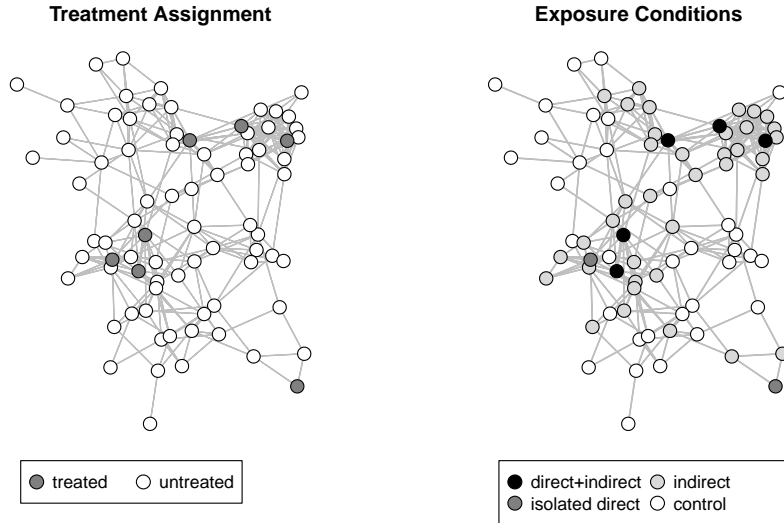 Treatment Assignment
Exposure Conditions
treated untreated
direct+indirect indirect
isolated direct control